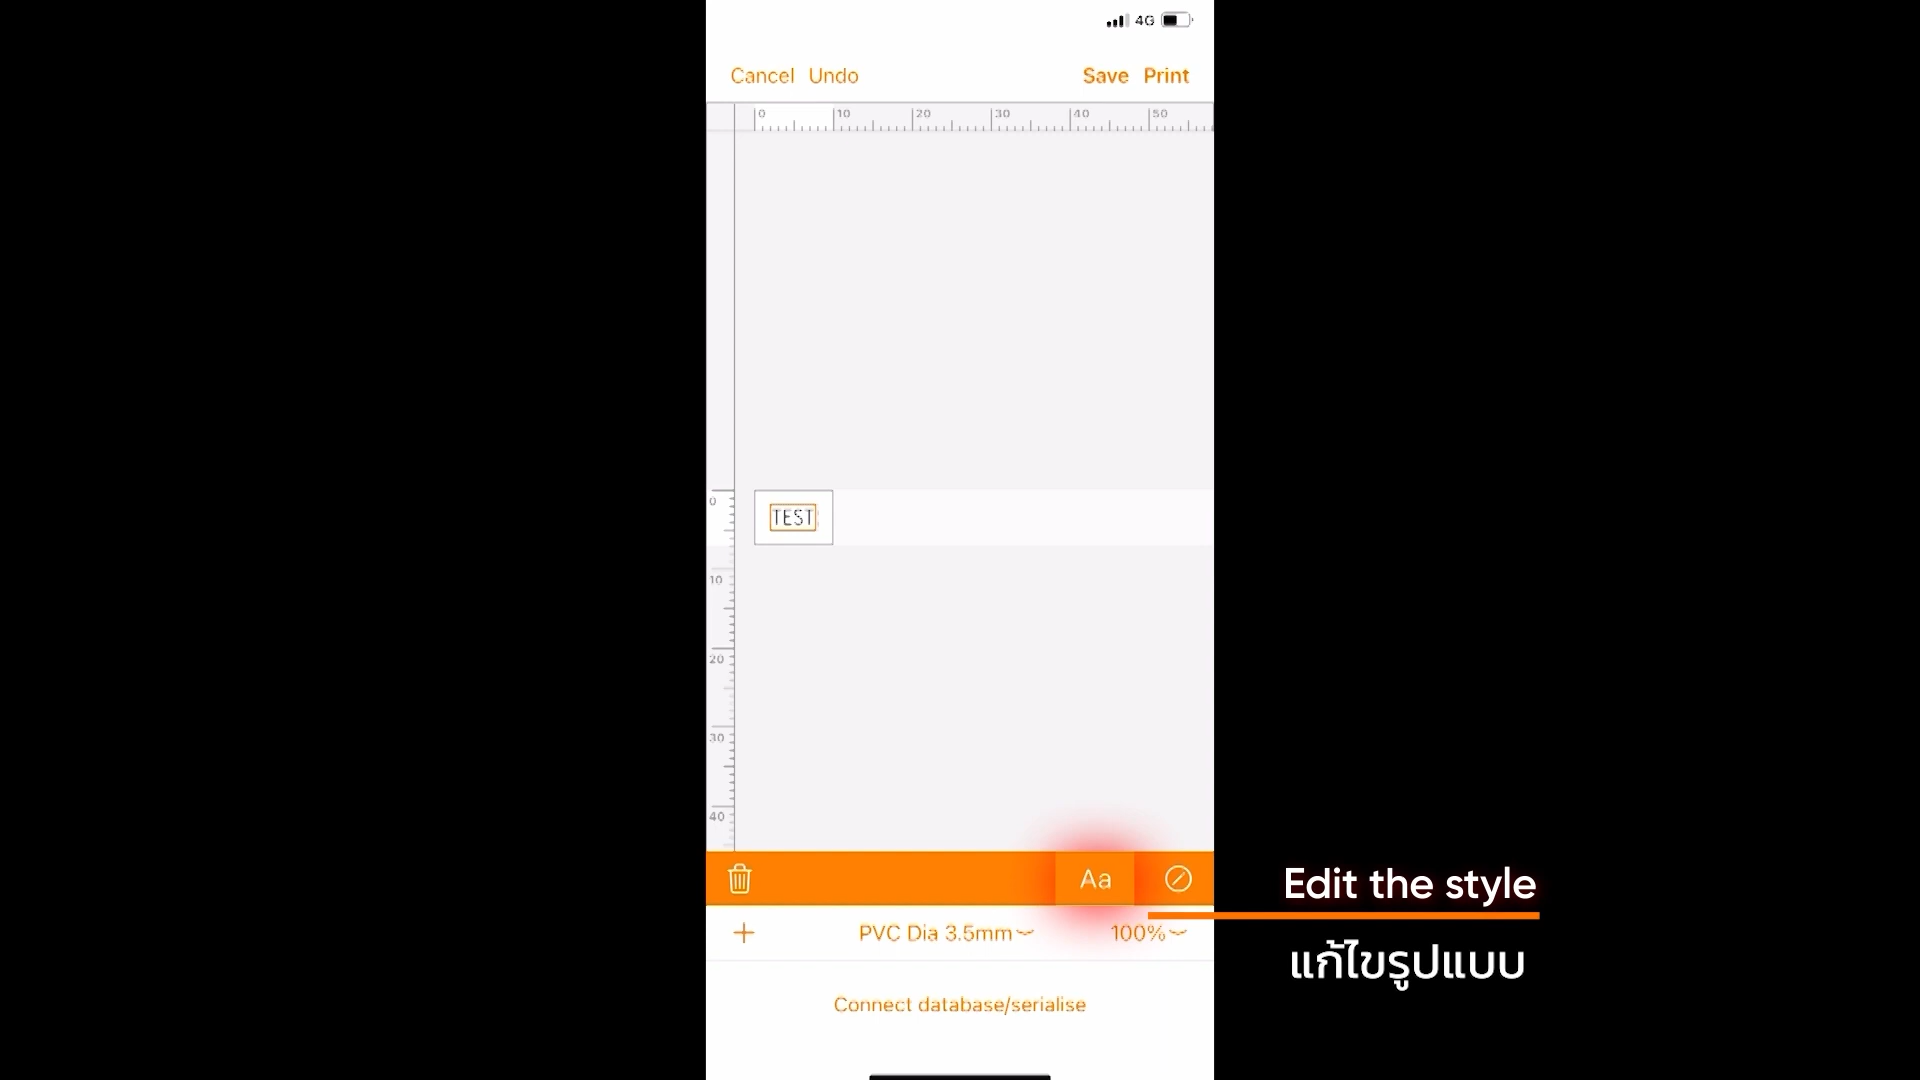 4G
Cancel Undo Save Print
0 10 20 30 40 50
0
TEST
10
20
30
40
Aa
Edit the style
PVC Dia 3.5mm 100%
แก้ไขรูปแบบ
Connect database/serialise